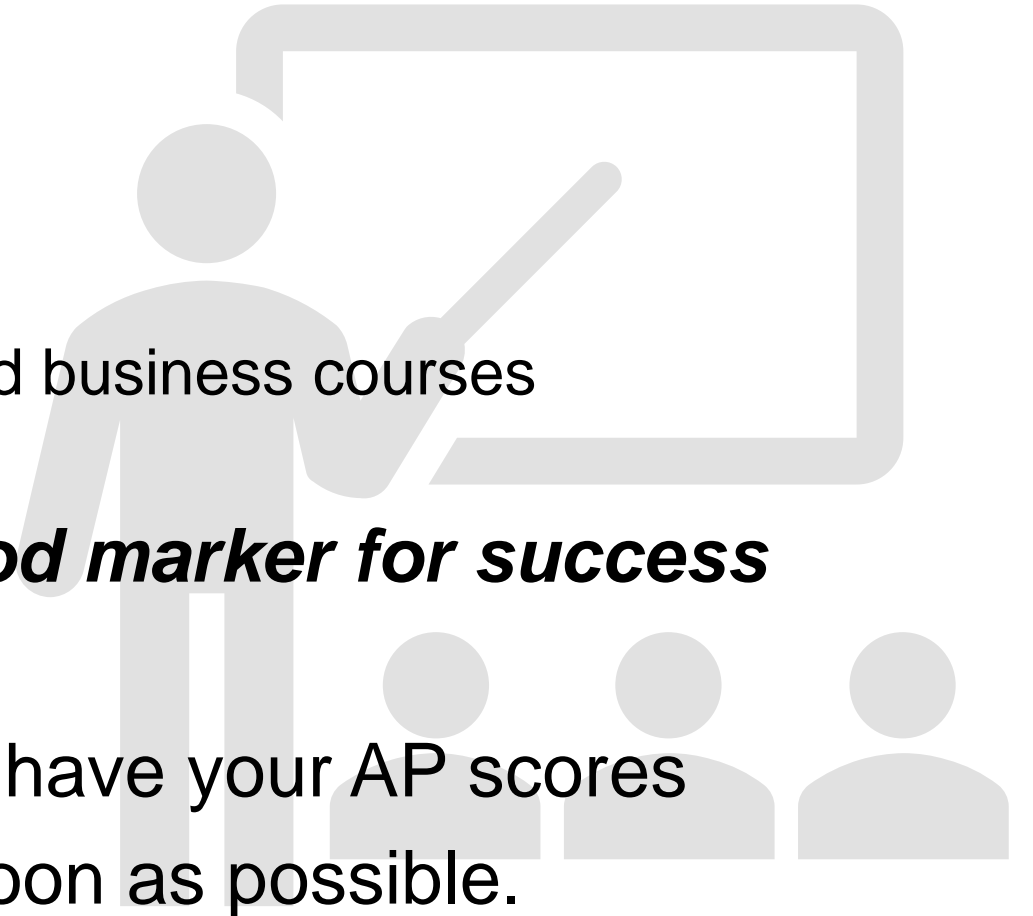 d business courses
od marker for success
have your AP scores
oon as possible.